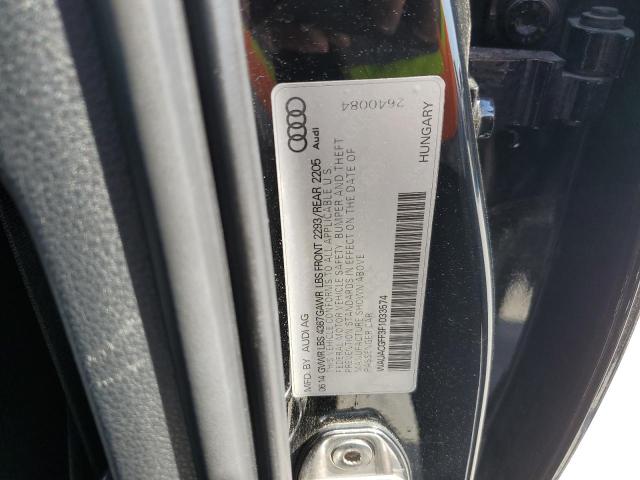 2640084
Audi
HUNGARY
MFD. BY AUDI AG
06 14 GVWR LBS 4387 GAWR LBS FRONT 2293/REAR 2205
THIS VEHICLE CONFORMS TO ALL APPLICABLE U S
FEDERAL MOTOR VEHICLE SAFETY BUMPER AND THEFT
PREVENTION STANDARDS IN EFFECT ON THE DATE OF
MANUFACTURE SHOWN ABOVE
PASSENGER CAR
WAUACGFF3F1033574